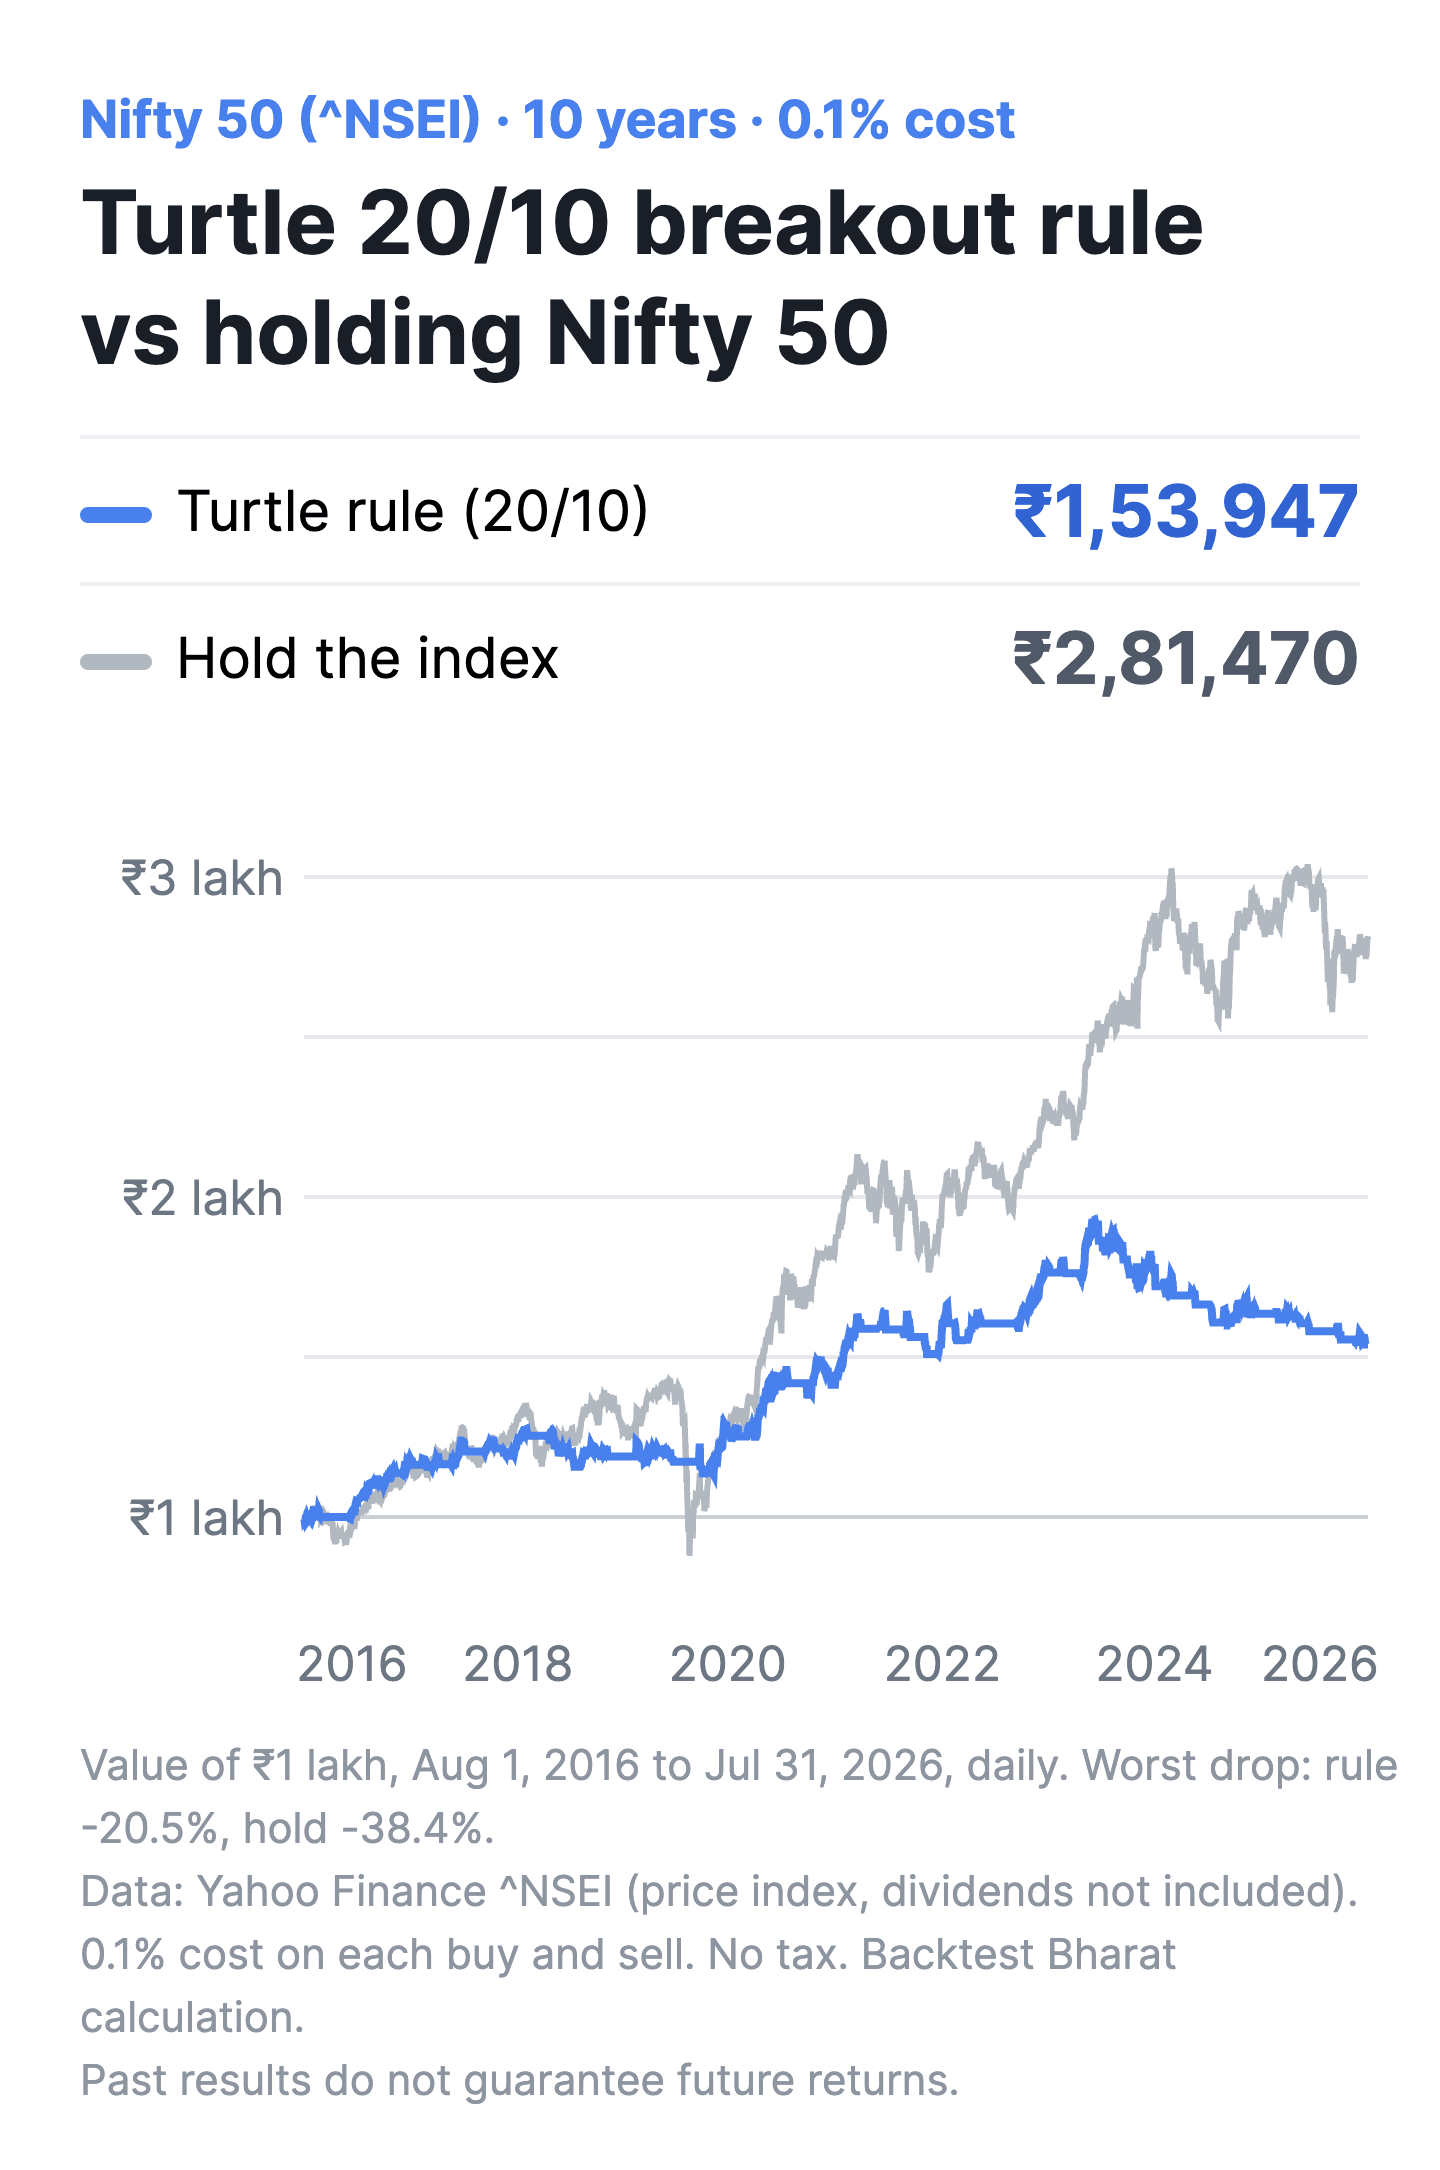 Nifty 50 (^NSEI) · 10 years · 0.1% cost
Turtle 20/10 breakout rule
vs holding Nifty 50
Turtle rule (20/10)
₹1,53,947
Hold the index
₹2,81,470
₹3 lakh
₹2 lakh
₹1 lakh
2016
2018
2020
2022
2024
2026
Value of ₹1 lakh, Aug 1, 2016 to Jul 31, 2026, daily. Worst drop: rule
-20.5%, hold -38.4%.
Data: Yahoo Finance ^NSEI (price index, dividends not included).
0.1% cost on each buy and sell. No tax. Backtest Bharat
calculation.
Past results do not guarantee future returns.